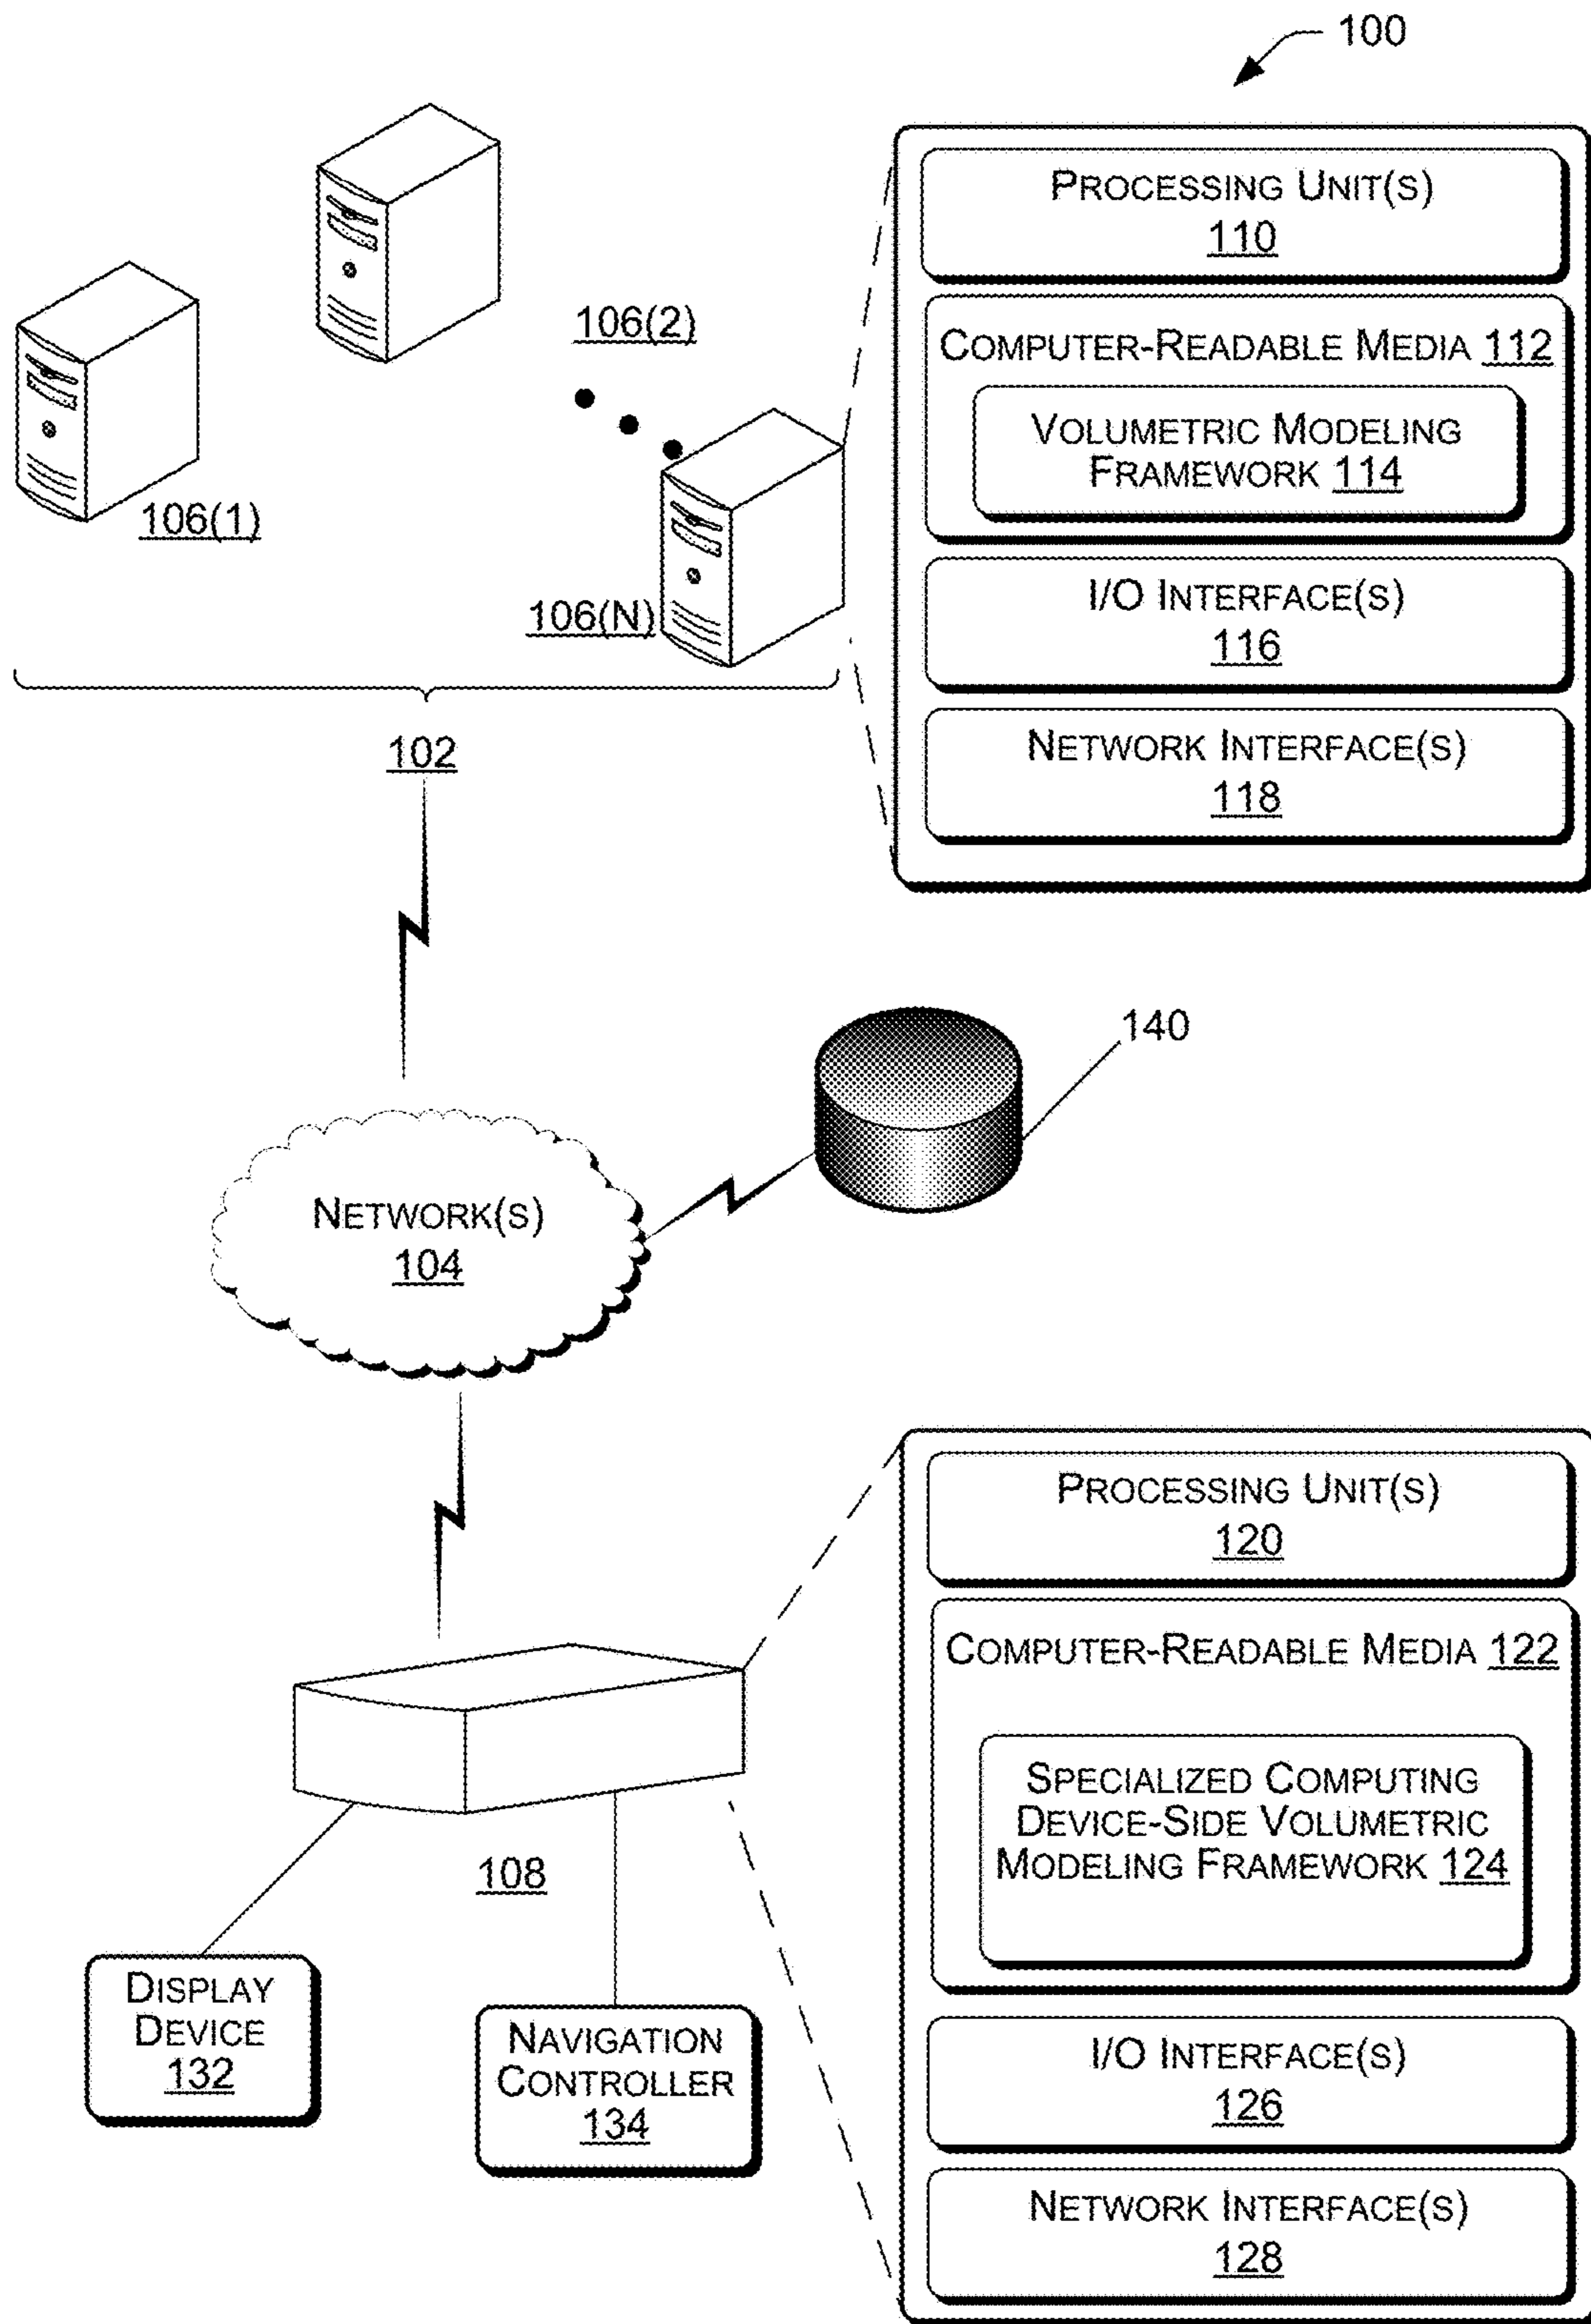 100
PROCESSING UNIT(S)
110
106(2)
COMPUTER-READABLE MEDIA 112
VOLUMETRIC MODELING
FRAMEWORK 114
106(1)
I/O INTERFACE(S)
116
106(N)
NETWORK INTERFACE(S)
118
102
140
NETWORK(S)
104
PROCESSING UNIT(S)
120
COMPUTER-READABLE MEDIA 122
SPECIALIZED COMPUTING
DEVICE-SIDE VOLUMETRIC
MODELING FRAMEWORK 124
108
DISPLAY
DEVICE
132
NAVIGATION
CONTROLLER
134
I/O INTERFACE(S)
126
NETWORK INTERFACE(S)
128